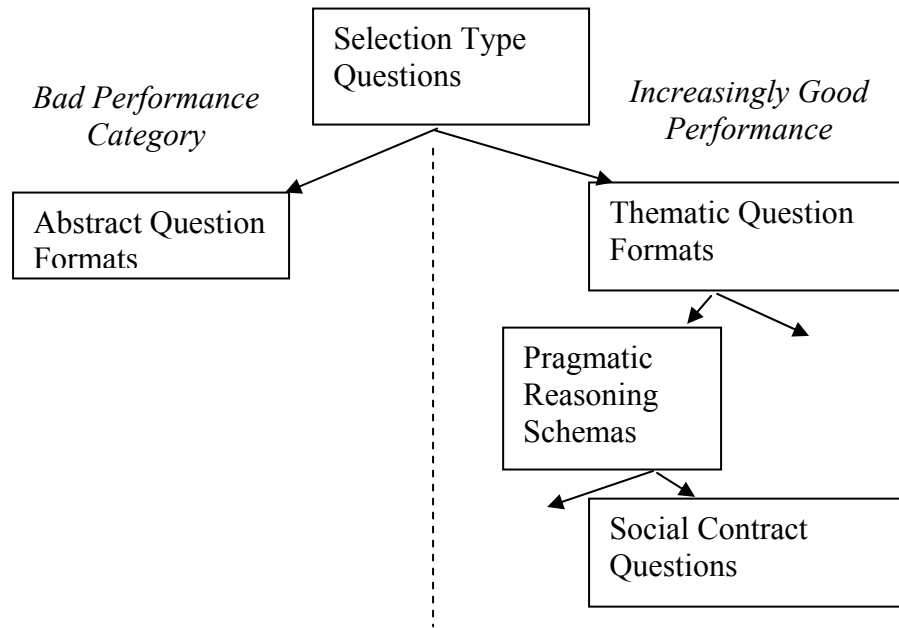 Selection Type
Questions
Bad Performance
Category
Increasingly Good
Performance
Abstract Question
Formats
Thematic Question
Formats
Pragmatic
Reasoning
Schemas
Social Contract
Questions